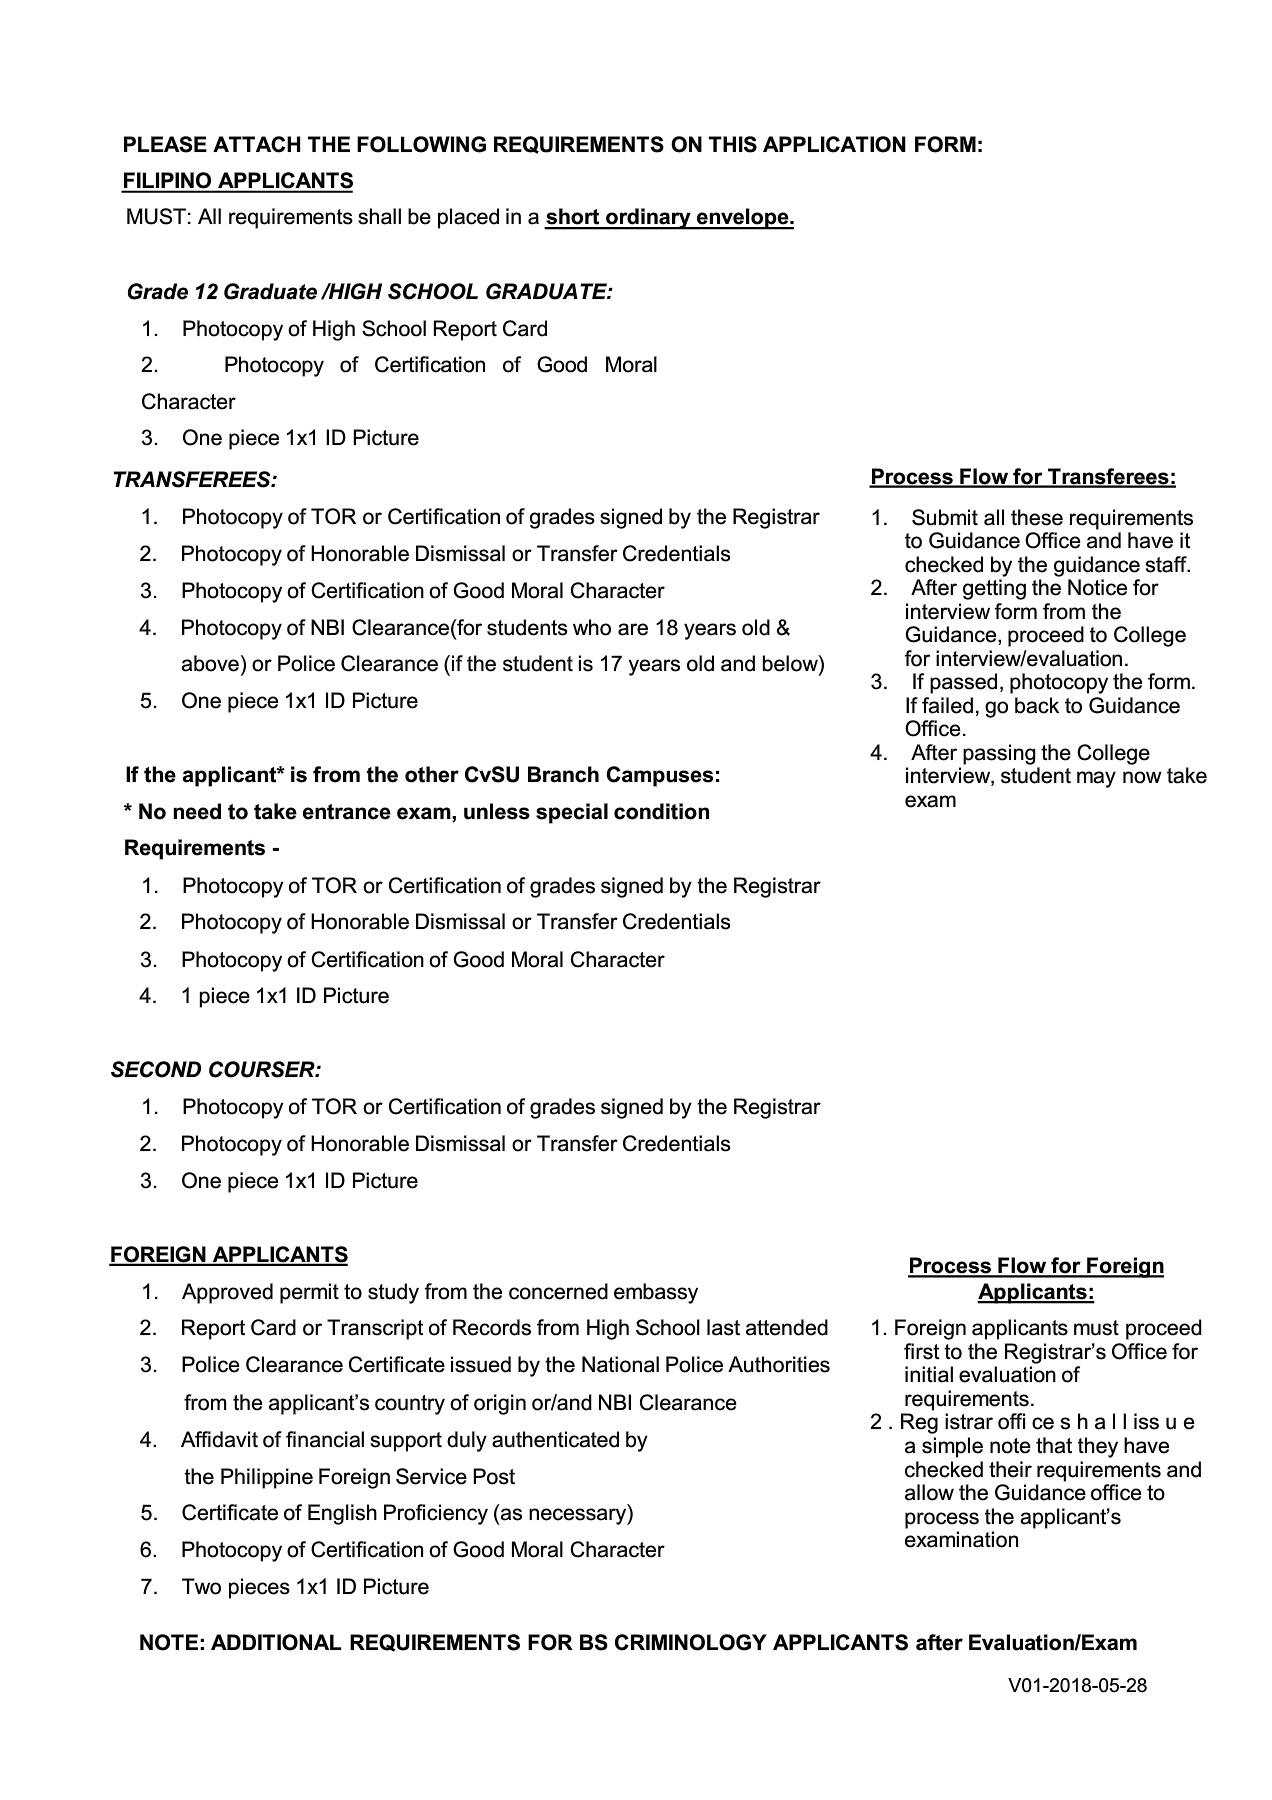 PLEASE ATTACH THE FOLLOWING REQUIREMENTS ON THIS APPLICATION FORM:
FILIPINO APPLICANTS
MUST: All requirements shall be placed in a short ordinary envelope.
Grade 12 Graduate /HIGH SCHOOL GRADUATE:
1. Photocopy of High School Report Card
2. Photocopy of Certification of Good Moral
Character
3. One piece 1x1 ID Picture
TRANSFEREES:
1. Photocopy of TOR or Certification of grades signed by the Registrar
2. Photocopy of Honorable Dismissal or Transfer Credentials
3. Photocopy of Certification of Good Moral Character
4. Photocopy of NBI Clearance(for students who are 18 years old &
above) or Police Clearance (if the student is 17 years old and below)
5. One piece 1x1 ID Picture
Process Flow for Transferees:
1. Submit all these requirements
to Guidance Office and have it
checked by the guidance staff.
2. After getting the Notice for
interview form from the
Guidance, proceed to College
for interview/evaluation.
3. If passed, photocopy the form.
If failed, go back to Guidance
Office.
4. After passing the College
interview, student may now take
exam
If the applicant* is from the other CvSU Branch Campuses:
* No need to take entrance exam, unless special condition
Requirements -
1. Photocopy of TOR or Certification of grades signed by the Registrar
2. Photocopy of Honorable Dismissal or Transfer Credentials
3. Photocopy of Certification of Good Moral Character
4. 1 piece 1x1 ID Picture
SECOND COURSER:
1. Photocopy of TOR or Certification of grades signed by the Registrar
2. Photocopy of Honorable Dismissal or Transfer Credentials
3. One piece 1x1 ID Picture
FOREIGN APPLICANTS
1. Approved permit to study from the concerned embassy
2. Report Card or Transcript of Records from High School last attended
3. Police Clearance Certificate issued by the National Police Authorities
from the applicant’s country of origin or/and NBI Clearance
4. Affidavit of financial support duly authenticated by
the Philippine Foreign Service Post
5. Certificate of English Proficiency (as necessary)
6. Photocopy of Certification of Good Moral Character
7. Two pieces 1x1 ID Picture
Process Flow for Foreign
Applicants:
1. Foreign applicants must proceed
first to the Registrar’s Office for
initial evaluation of
requirements.
2 . Reg istrar offi ce s h a l l iss u e
a simple note that they have
checked their requirements and
allow the Guidance office to
process the applicant’s
examination
NOTE: ADDITIONAL REQUIREMENTS FOR BS CRIMINOLOGY APPLICANTS after Evaluation/Exam
V01-2018-05-28